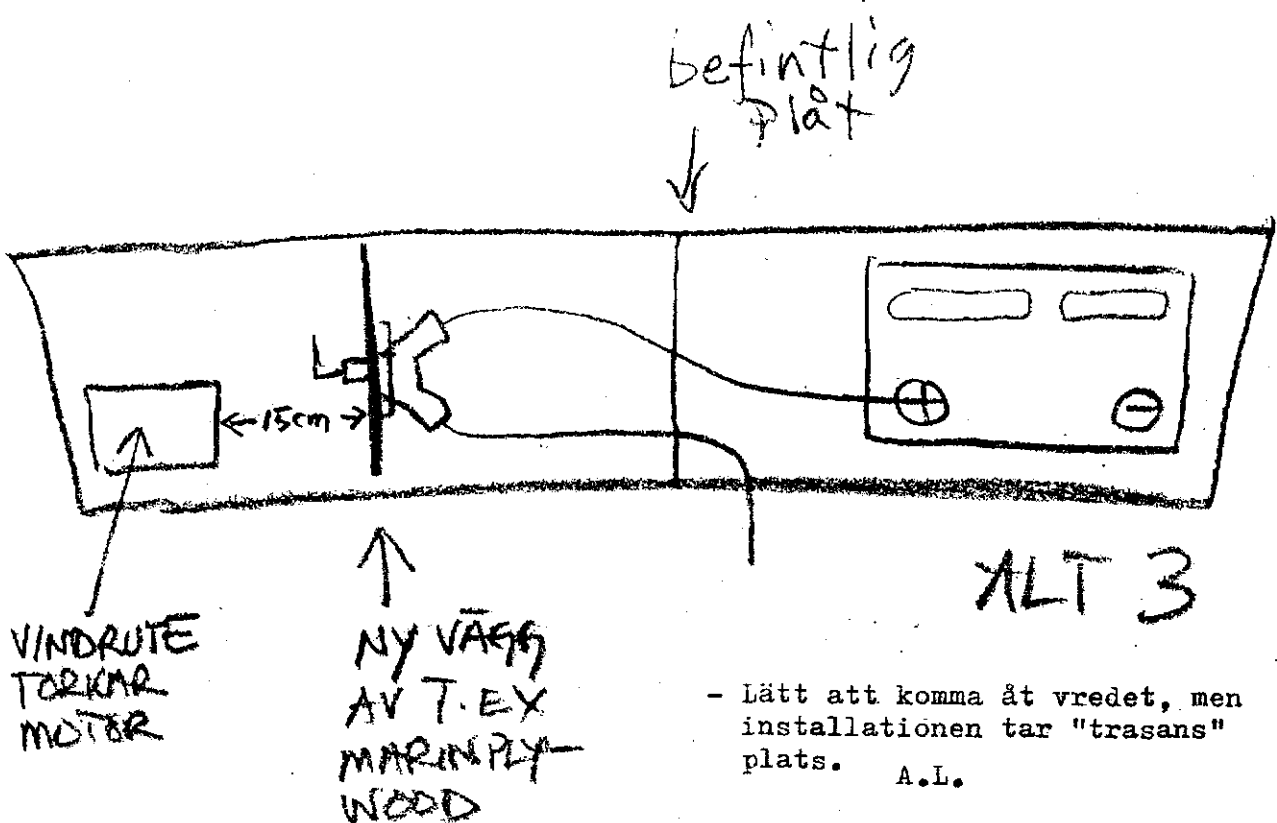 befintlig
plåt
15cm
ALT 3
VINDRUTE
TORKAR
MOTOR
NY VÄGG
AV T.EX
MARINPLY-
WOOD
- Lätt att komma åt vredet, men
installationen tar "trasans"
plats.
A.L.